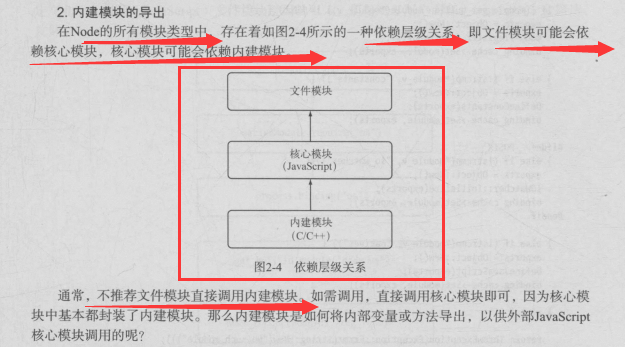 2. 内建模块的导出
在Node的所有模块类型中，存在着如图2-4所示的一种依赖层级关系，即文件模块可能会依
赖核心模块，核心模块可能会依赖内建模块。
文件模块
核心模块
(JavaScript)
内建模块
(C/C++)
图2-4 依赖层级关系
通常，不推荐文件模块直接调用内建模块。如需调用，直接调用核心模块即可，因为核心模
块中基本都封装了内建模块。那么内建模块是如何将内部变量或方法导出，以供外部JavaScript
核心模块调用的呢?